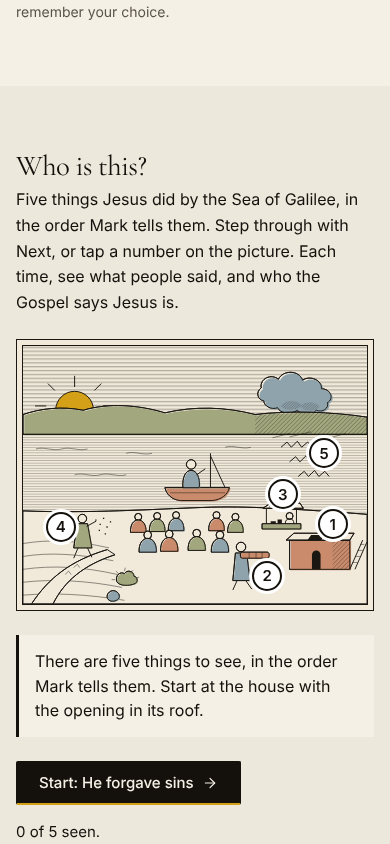 remember your choice.
Who is this?
Five things Jesus did by the Sea of Galilee, in
the order Mark tells them. Step through with
Next, or tap a number on the picture. Each
time, see what people said, and who the
Gospel says Jesus is.
5
3
4
1
2
There are five things to see, in the order
Mark tells them. Start at the house with
the opening in its roof.
Start: He forgave sins →
0 of 5 seen.